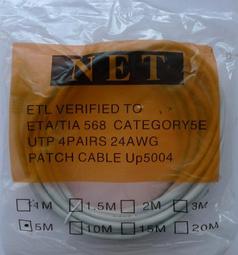 NET
ETL VERIFIED TO
ETA/TIA 568 CATEGORY5E
UTP 4PAIRS 24AWG
PATCH CABLE Up5004
1M 1.5M 2M 3M
5M 10M 15M 20M